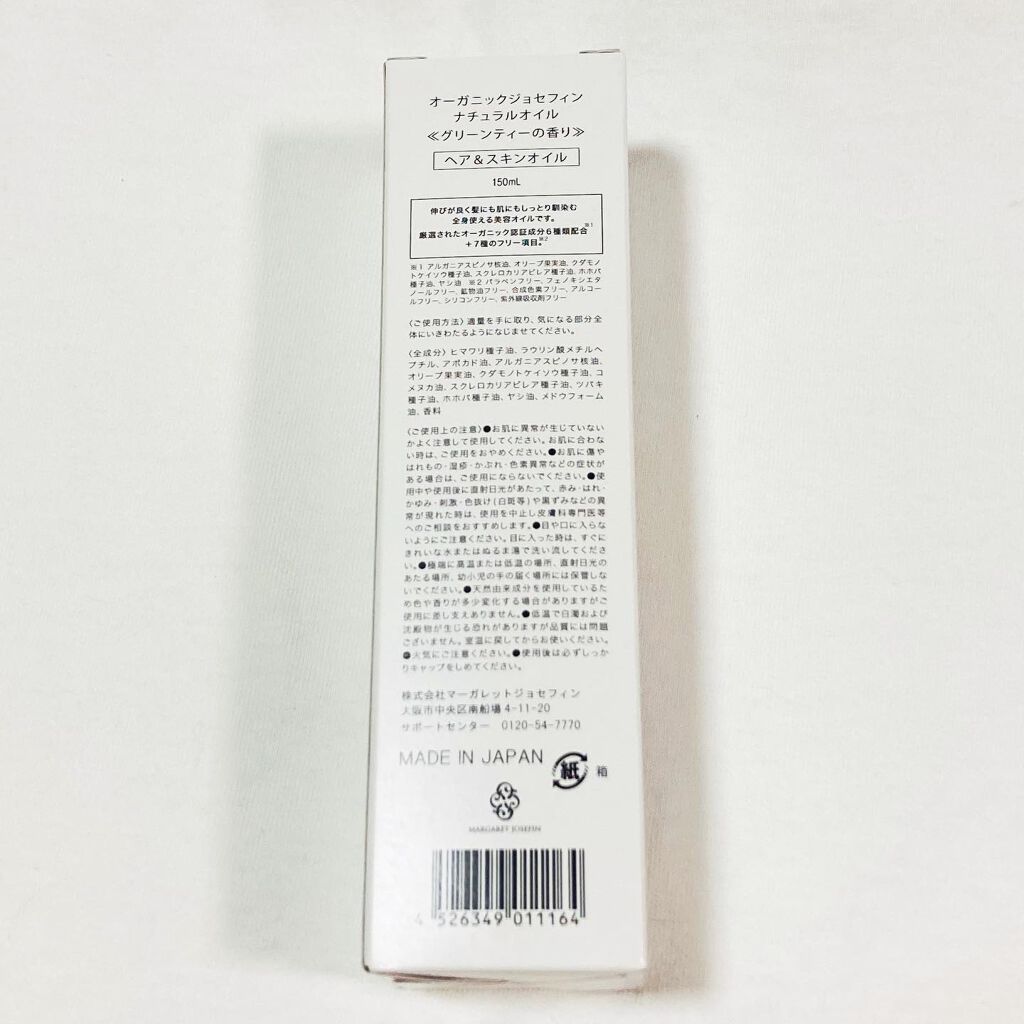 オーガニックジョセフィン
ナチュラルオイル
≪グリーンティーの香り≫
ヘア&スキンオイル
150mL
伸びが良く髪にも肌にもしっとり馴染む
全身使える美容オイルです。
厳選されたオーガニック認証成分6種類配合※1
+7種のフリー項目。※2
※1 アルガニアスピノサ核油、オリーブ果実油、クダモノ
トケイソウ種子油、スクレロカリアビレア種子油、ホホバ
種子油、ヤシ油 ※2 パラベンフリー、フェノキシエタ
ノールフリー、鉱物油フリー、合成色素フリー、アルコー
ルフリー、シリコンフリー、紫外線吸収剤フリー
〈ご使用方法〉適量を手に取り、気になる部分全
体にいきわたるようになじませてください。
〈全成分〉ヒマワリ種子油、ラウリン酸メチルヘ
プチル、アボカド油、アルガニアスピノサ核油、
オリーブ果実油、クダモノトケイソウ種子油、コ
メヌカ油、スクレロカリアビレア種子油、ツバキ
種子油、ホホバ種子油、ヤシ油、メドウフォーム
油、香料
〈ご使用上の注意〉●お肌に異常が生じていない
かよく注意して使用してください。お肌に合わな
い時は、ご使用をおやめください。●お肌に傷や
はれもの・湿疹・かぶれ・色素異常などの症状が
ある場合は、ご使用にならないでください。●使
用中や使用後に直射日光があたって、赤み・はれ・
かゆみ・刺激・色抜け(白斑等)や黒ずみなどの異
常が現れた時は、使用を中止し皮膚科専門医等
へのご相談をおすすめします。●目や口に入らな
いようにご注意ください。目に入った時は、すぐに
きれいな水またはぬるま湯で洗い流してくださ
い。●極端に高温または低温の場所、直射日光の
あたる場所、幼小児の手の届く場所には保管しな
いでください。●天然由来成分を使用しているた
め色や香りが多少変化する場合がありますがご
使用に差し支えありません。●低温で白濁および
沈殿物が生じる恐れがありますが品質には問題
ございません。室温に戻してからお使いください。
●火気にご注意ください。●使用後は必ずしっか
りキャップをしめてください。
株式会社マーガレットジョセフィン
大阪市中央区南船場4-11-20
サポートセンター 0120-54-7770
MADE IN JAPAN
紙 箱
MARGARET JOSEFIN
4 526349 011164